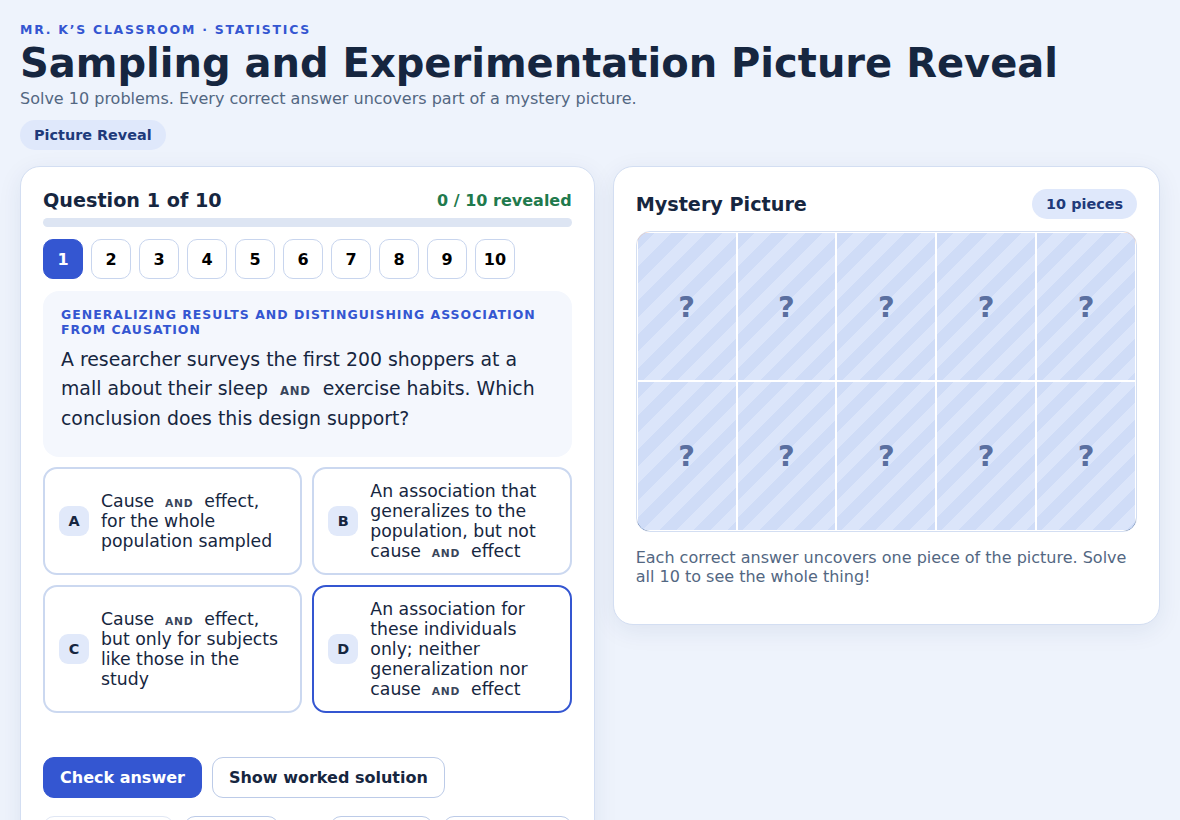 MR. K’S CLASSROOM · STATISTICS
Sampling and Experimentation Picture Reveal
Solve 10 problems. Every correct answer uncovers part of a mystery picture.
Picture Reveal
Question 1 of 10
0 / 10 revealed
1 2 3 4 5 6 7 8 9 10
GENERALIZING RESULTS AND DISTINGUISHING ASSOCIATION
FROM CAUSATION
A researcher surveys the first 200 shoppers at a
mall about their sleep AND exercise habits. Which
conclusion does this design support?
A
Cause AND effect,
for the whole
population sampled
B
An association that
generalizes to the
population, but not
cause AND effect
C
Cause AND effect,
but only for subjects
like those in the
study
D
An association for
these individuals
only; neither
generalization nor
cause AND effect
Check answer
Show worked solution
Mystery Picture
10 pieces
? ? ? ? ?
? ? ? ? ?
Each correct answer uncovers one piece of the picture. Solve
all 10 to see the whole thing!